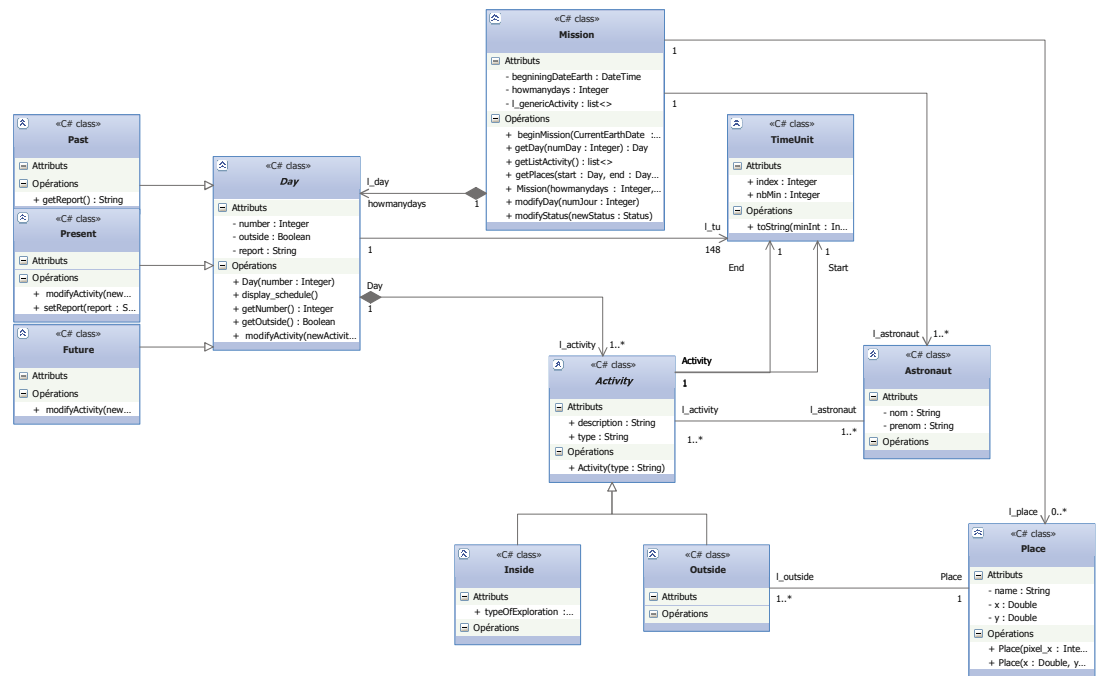 «C# class»
Mission
Attributs
- begniningDateEarth : DateTime
- howmanydays : Integer
- l_genericActivity : list<>
Opérations
+ beginMission(CurrentEarthDate :...
+ getDay(numDay : Integer) : Day
+ getListActivity() : list<>
+ getPlaces(start : Day, end : Day...
+ Mission(howmanydays : Integer,...
+ modifyDay(numJour : Integer)
+ modifyStatus(newStatus : Status)
1
1
«C# class»
Past
Attributs
Opérations
+ getReport() : String
«C# class»
Present
Attributs
Opérations
+ modifyActivity(new...
+ setReport(report : S...
«C# class»
Future
Attributs
Opérations
+ modifyActivity(new...
«C# class»
Day
Attributs
- number : Integer
- outside : Boolean
- report : String
Opérations
+ Day(number : Integer)
+ display_schedule()
+ getNumber() : Integer
+ getOutside() : Boolean
+ modifyActivity(newActivit...
l_day
howmanydays
1
1
l_tu
148
Day
1
l_activity
1..*
«C# class»
TimeUnit
Attributs
+ index : Integer
+ nbMin : Integer
Opérations
+ toString(minInt : In...
End
1
1
Start
«C# class»
Activity
Attributs
+ description : String
+ type : String
Opérations
+ Activity(type : String)
Activity
1
l_activity
1..*
l_astronaut
1..*
l_astronaut
1..*
«C# class»
Astronaut
Attributs
- nom : String
- prenom : String
Opérations
«C# class»
Inside
Attributs
+ typeOfExploration :...
Opérations
«C# class»
Outside
Attributs
Opérations
l_outside
1..*
Place
1
l_place
0..*
«C# class»
Place
Attributs
- name : String
- x : Double
- y : Double
Opérations
+ Place(pixel_x : Inte...
+ Place(x : Double, y...